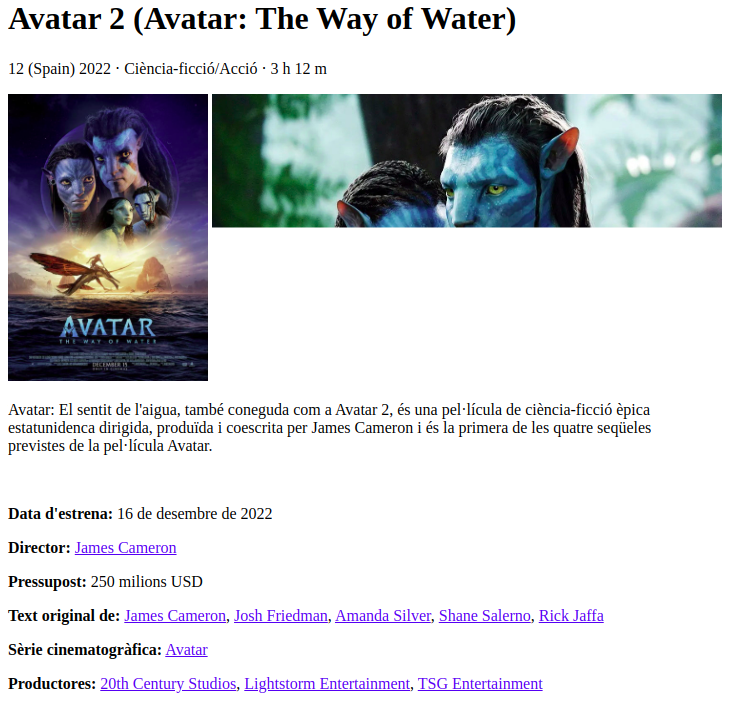 Avatar 2 (Avatar: The Way of Water)
12 (Spain) 2022 · Ciència-ficció/Acció · 3 h 12 m
AVATAR
THE WAY OF WATER
DECEMBER 15
Avatar: El sentit de l'aigua, també coneguda com a Avatar 2, és una pel·lícula de ciència-ficció èpica
estatunidenca dirigida, produïda i coescrita per James Cameron i és la primera de les quatre seqüeles
previstes de la pel·lícula Avatar.
Data d'estrena: 16 de desembre de 2022
Director: James Cameron
Pressupost: 250 milions USD
Text original de: James Cameron, Josh Friedman, Amanda Silver, Shane Salerno, Rick Jaffa
Sèrie cinematogràfica: Avatar
Productores: 20th Century Studios, Lightstorm Entertainment, TSG Entertainment